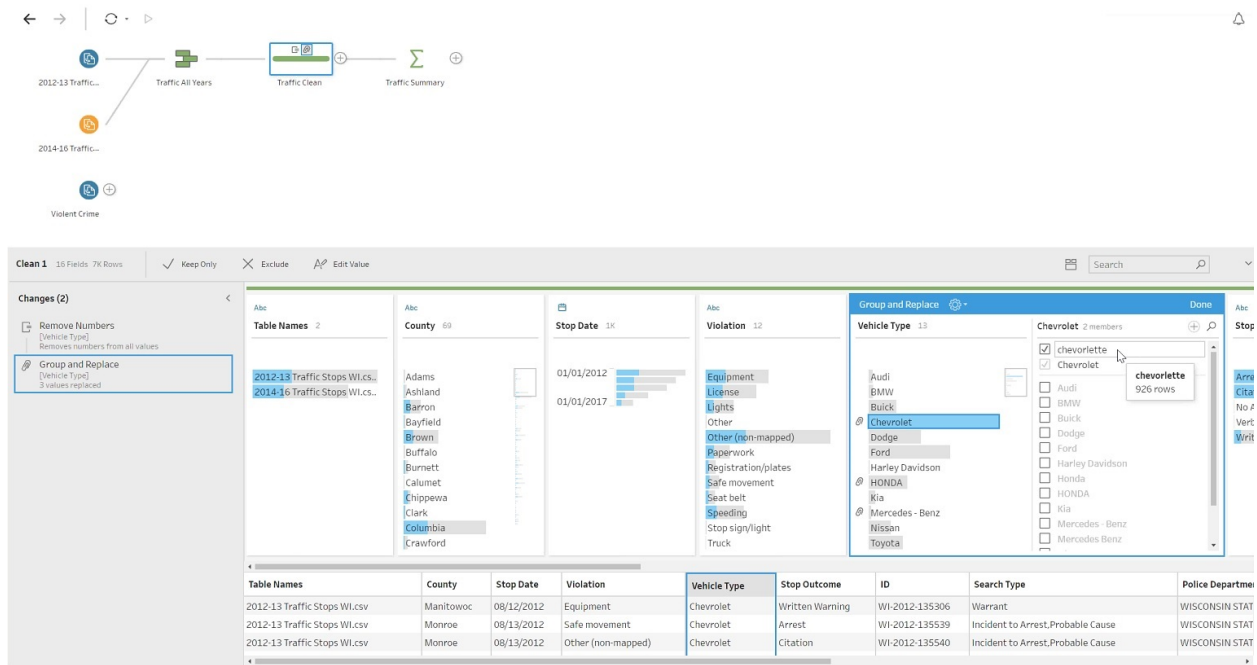 2012-13 Traffic...
Traffic All Years
Traffic Clean
Traffic Summary
2014-16 Traffic...
Violent Crime
Clean 1 16 Fields 7K Rows
Keep Only
Exclude
Edit Value
Search
Changes (2)
Remove Numbers
[Vehicle Type]
Removes numbers from all values
Group and Replace
[Vehicle Type]
3 values replaced
Abc
Table Names 2
2012-13 Traffic Stops WI.cs..
2014-16 Traffic Stops WI.cs..
Abc
County 69
Adams
Ashland
Barron
Bayfield
Brown
Buffalo
Burnett
Calumet
Chippewa
Clark
Columbia
Crawford
Stop Date 1K
01/01/2012
01/01/2017
Abc
Violation 12
Equipment
License
Lights
Other
Other (non-mapped)
Paperwork
Registration/plates
Safe movement
Seat belt
Speeding
Stop sign/light
Truck
Group and Replace
Done
Vehicle Type 13
Audi
BMW
Buick
Chevrolet
Dodge
Ford
Harley Davidson
HONDA
Kia
Mercedes - Benz
Nissan
Toyota
Chevrolet 2 members
chevorlette
Chevrolet
Audi
BMW
Buick
Dodge
Ford
Harley Davidson
Honda
HONDA
Kia
Mercedes - Benz
Mercedes Benz
chevorlette
926 rows
Abc
Stop
Arre
Cita
No A
Verb
Writ
Table Names County Stop Date Violation Vehicle Type Stop Outcome ID Search Type Police Departme
2012-13 Traffic Stops WI.csv Manitowoc 08/12/2012 Equipment Chevrolet Written Warning WI-2012-135306 Warrant WISCONSIN STAT
2012-13 Traffic Stops WI.csv Monroe 08/13/2012 Safe movement Chevrolet Arrest WI-2012-135539 Incident to Arrest,Probable Cause WISCONSIN STAT
2012-13 Traffic Stops WI.csv Monroe 08/13/2012 Other (non-mapped) Chevrolet Citation WI-2012-135540 Incident to Arrest,Probable Cause WISCONSIN STAT